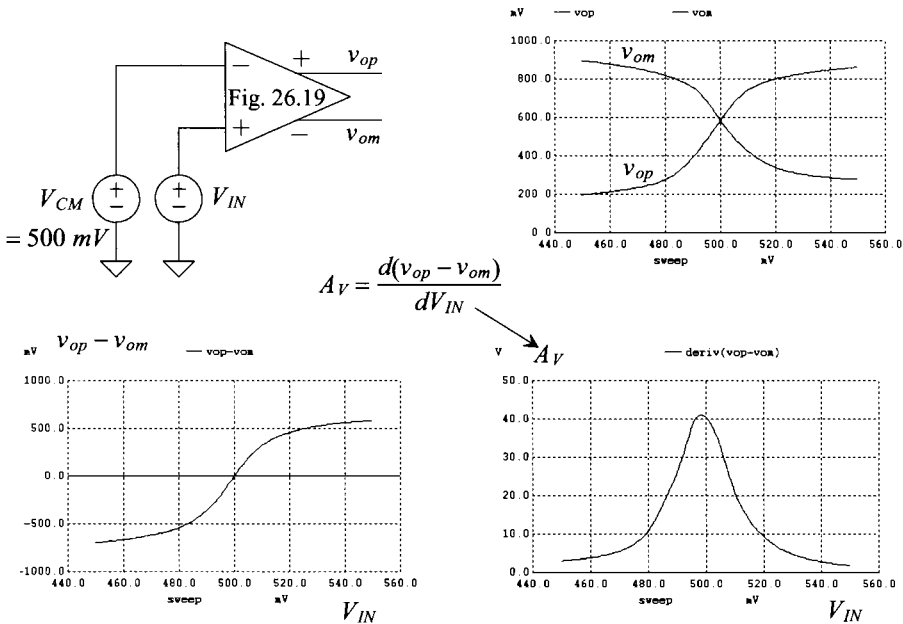 v_op
Fig. 26.19
v_om
V_CM
V_IN
= 500 mV
mV — vop — vom
1000.0
800.0
600.0
400.0
200.0
0.0
v_om
v_op
440.0 460.0 480.0 500.0 520.0 540.0 560.0
sweep mV
A_V = d(v_op − v_om) / dV_IN
mV v_op − v_om — vop-vom
1000.0
500.0
0.0
-500.0
-1000.0
440.0 460.0 480.0 500.0 520.0 540.0 560.0
sweep mV V_IN
V A_V — deriv(vop-vom)
50.0
40.0
30.0
20.0
10.0
0.0
440.0 460.0 480.0 500.0 520.0 540.0 560.0
sweep mV V_IN